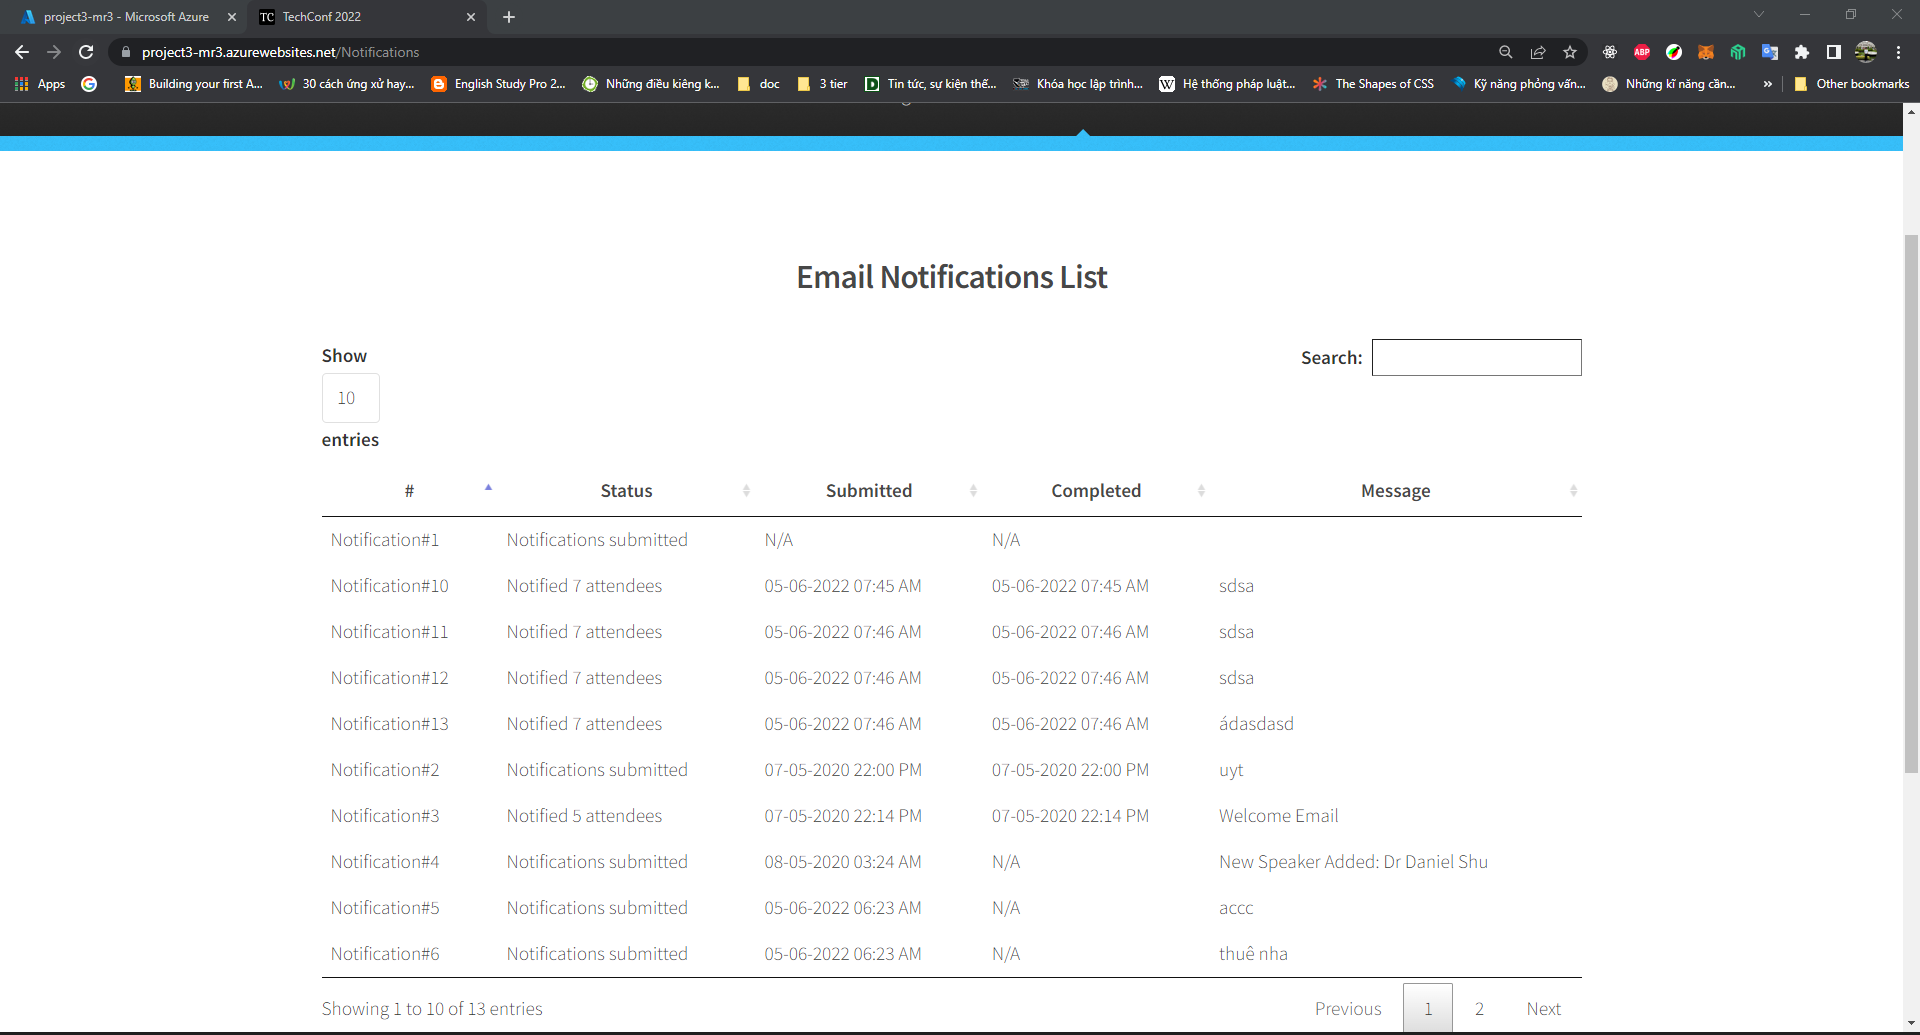 project3-mr3 - Microsoft Azure
TC TechConf 2022
project3-mr3.azurewebsites.net/Notifications
ABP
Apps
Building your first A...
30 cách ứng xử hay...
English Study Pro 2...
Những điều kiêng k...
doc
3 tier
Tin tức, sự kiện thế...
Khóa học lập trình...
W Hệ thống pháp luật...
The Shapes of CSS
Kỹ năng phỏng vấn...
Những kĩ năng cần...
»
Other bookmarks
Email Notifications List
Show
10
entries
Search:
# Status Submitted Completed Message
Notification#1 Notifications submitted N/A N/A
Notification#10 Notified 7 attendees 05-06-2022 07:45 AM 05-06-2022 07:45 AM sdsa
Notification#11 Notified 7 attendees 05-06-2022 07:46 AM 05-06-2022 07:46 AM sdsa
Notification#12 Notified 7 attendees 05-06-2022 07:46 AM 05-06-2022 07:46 AM sdsa
Notification#13 Notified 7 attendees 05-06-2022 07:46 AM 05-06-2022 07:46 AM ádasdasd
Notification#2 Notifications submitted 07-05-2020 22:00 PM 07-05-2020 22:00 PM uyt
Notification#3 Notified 5 attendees 07-05-2020 22:14 PM 07-05-2020 22:14 PM Welcome Email
Notification#4 Notifications submitted 08-05-2020 03:24 AM N/A New Speaker Added: Dr Daniel Shu
Notification#5 Notifications submitted 05-06-2022 06:23 AM N/A accc
Notification#6 Notifications submitted 05-06-2022 06:23 AM N/A thuê nha
Showing 1 to 10 of 13 entries
Previous 1 2 Next